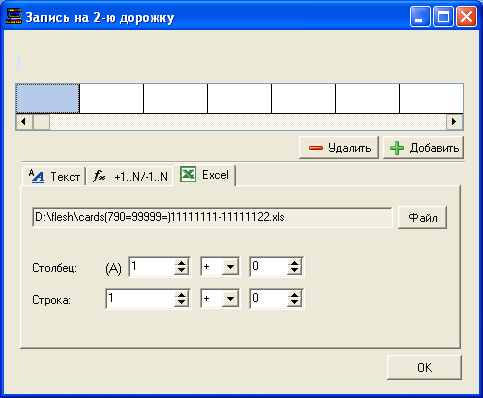 Запись на 2-ю дорожку
Удалить Добавить
Текст +1..N/-1..N Excel
D:\flesh\cards(790=99999=)11111111-11111122.xls Файл
Столбец: (A) 1 + 0
Строка: 1 + 0
OK